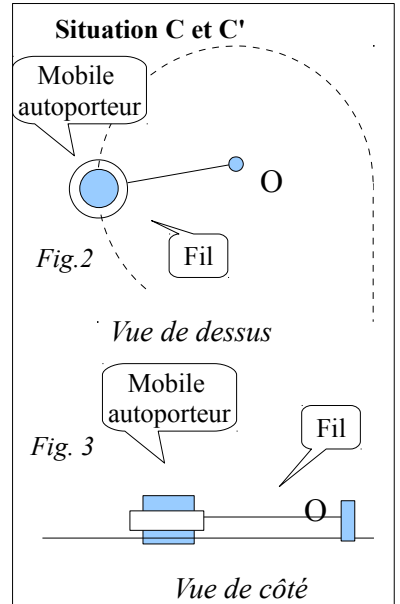 Situation C et C'
Mobile
autoporteur
O
Fil
Fig.2
Vue de dessus
Mobile
autoporteur
Fil
Fig. 3
O
Vue de côté